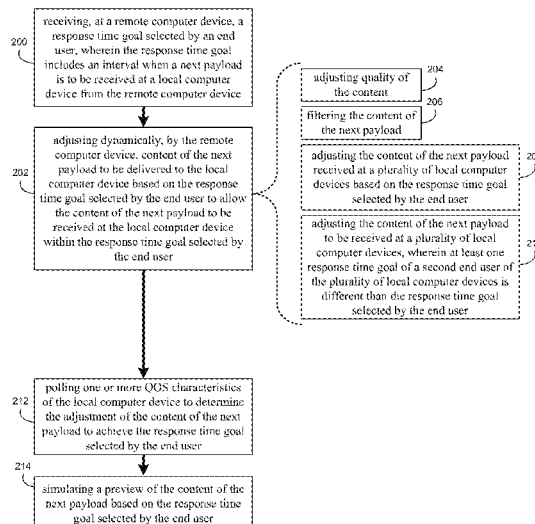 receiving, at a remote computer device, a
response time goal selected by an end
user, wherein the response time goal
includes an interval when a next payload
is to be received at a local computer
device from the remote computer device
200
adjusting dynamically, by the remote
computer device, content of the next
payload to be delivered to the local
computer device based on the response
time goal selected by the end user to allow
the content of the next payload to be
received at the local computer device
within the response time goal selected by
the end user
202
adjusting quality of
the content
204
filtering the content of
the next payload
206
adjusting the content of the next payload
received at a plurality of local computer
devices based on the response time goal
selected by the end user
20
adjusting the content of the next payload
to be received at a plurality of local
computer devices, wherein at least one
response time goal of a second end user of
the plurality of local computer devices is
different than the response time goal
selected by the end user
2
polling one or more QOS characteristics
of the local computer device to determine
the adjustment of the content of the next
payload to achieve the response time goal
selected by the end user
212
simulating a preview of the content of the
next payload based on the response time
goal selected by the end user
214